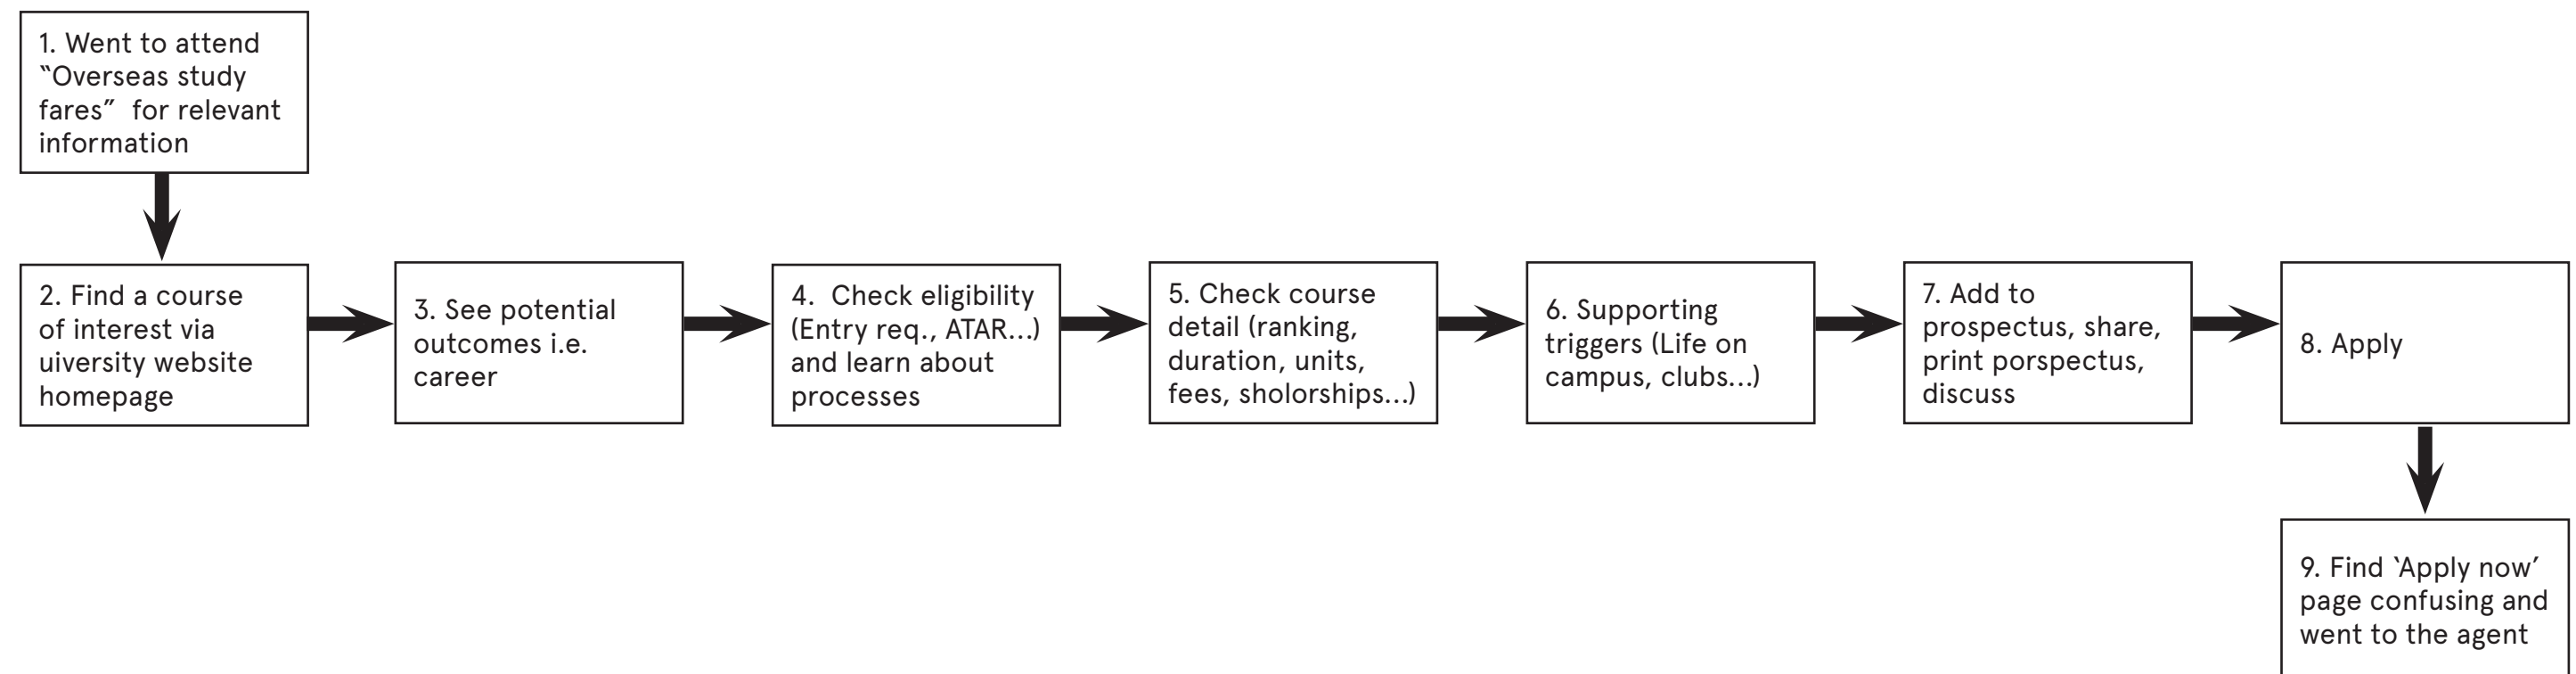 1. Went to attend
“Overseas study
fares”  for relevant
information
2. Find a course
of interest via
uiversity website
homepage
3. See potential
outcomes i.e.
career
4.  Check eligibility
(Entry req., ATAR...)
and learn about
processes
5. Check course
detail (ranking,
duration, units,
fees, sholorships...)
6. Supporting
triggers (Life on
campus, clubs...)
7. Add to
prospectus, share,
print porspectus,
discuss
8. Apply
9. Find ‘Apply now’
page confusing and
went to the agent